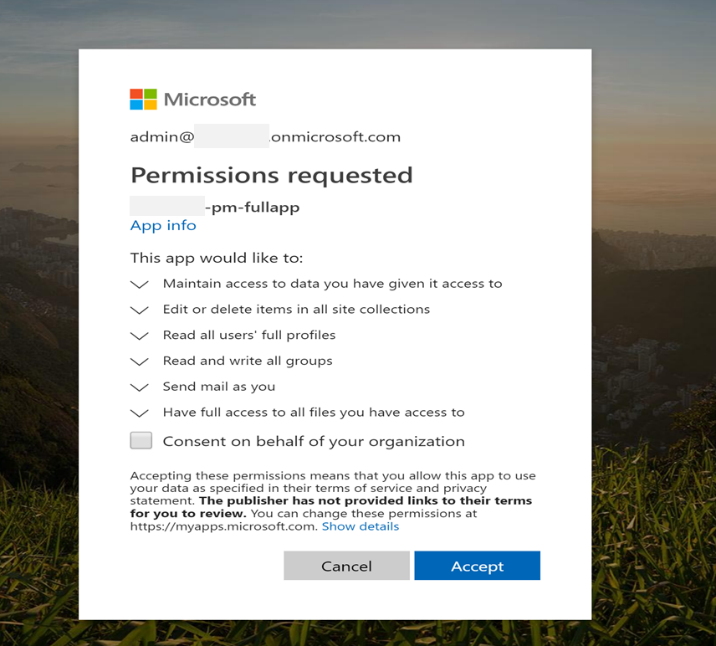 Microsoft
admin@ .onmicrosoft.com
Permissions requested
-pm-fullapp
App info
This app would like to:
Maintain access to data you have given it access to
Edit or delete items in all site collections
Read all users' full profiles
Read and write all groups
Send mail as you
Have full access to all files you have access to
Consent on behalf of your organization
Accepting these permissions means that you allow this app to use
your data as specified in their terms of service and privacy
statement. The publisher has not provided links to their terms
for you to review. You can change these permissions at
https://myapps.microsoft.com. Show details
Cancel Accept